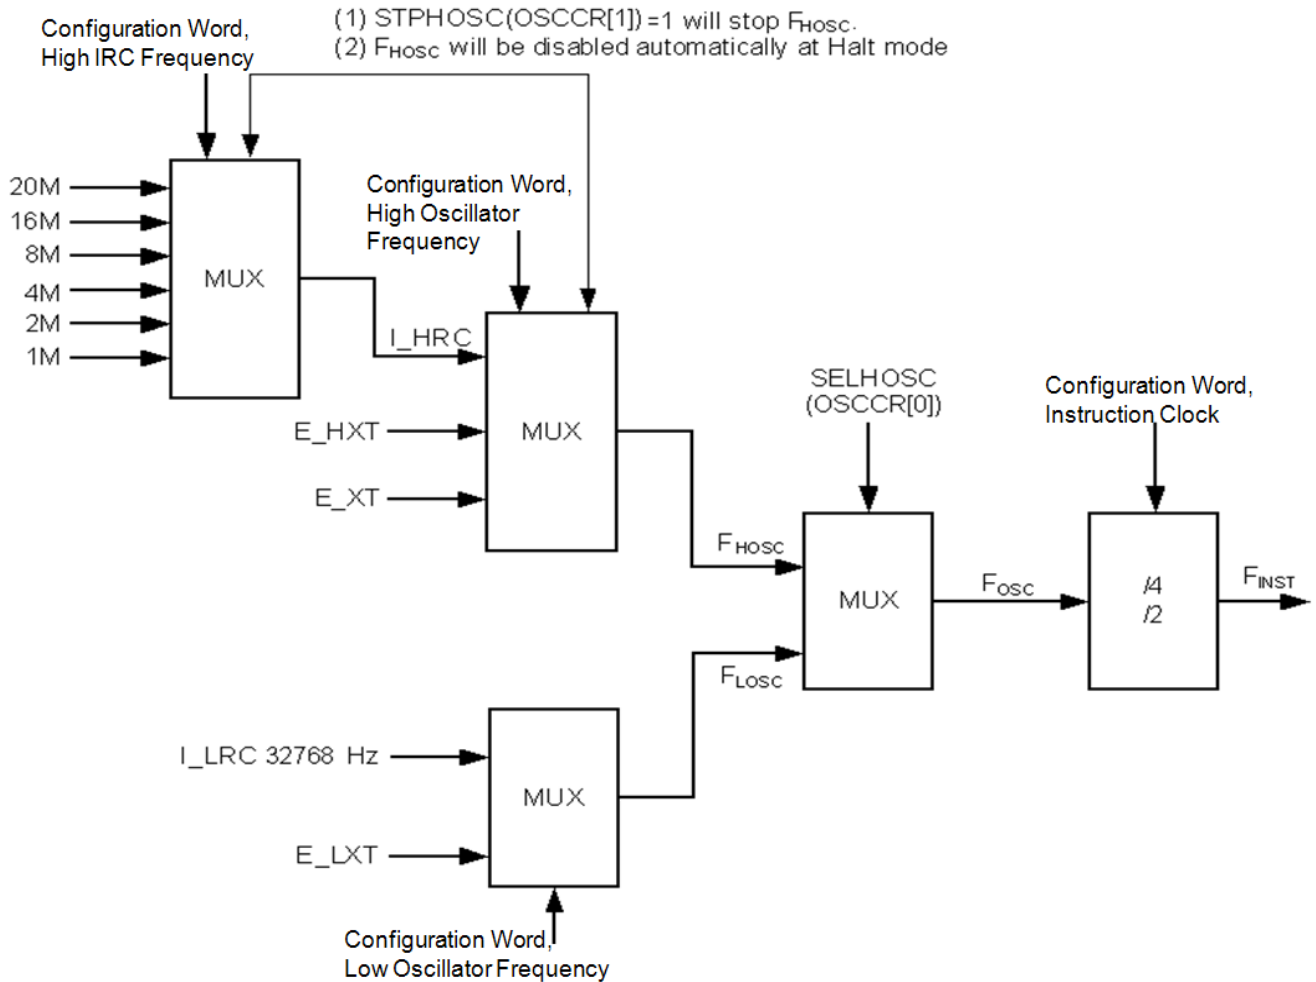 (1) STPHOSC(OSCCR[1])=1 will stop FHOSC.
(2) FHOSC will be disabled automatically at Halt mode
Configuration Word,
High IRC Frequency
20M
16M
8M
4M
2M
1M
MUX
Configuration Word,
High Oscillator
Frequency
I_HRC
E_HXT
E_XT
MUX
SELHOSC
(OSCCR[0])
Configuration Word,
Instruction Clock
FHOSC
MUX
FLOSC
FOSC
/4
/2
FINST
I_LRC 32768 Hz
E_LXT
MUX
Configuration Word,
Low Oscillator Frequency